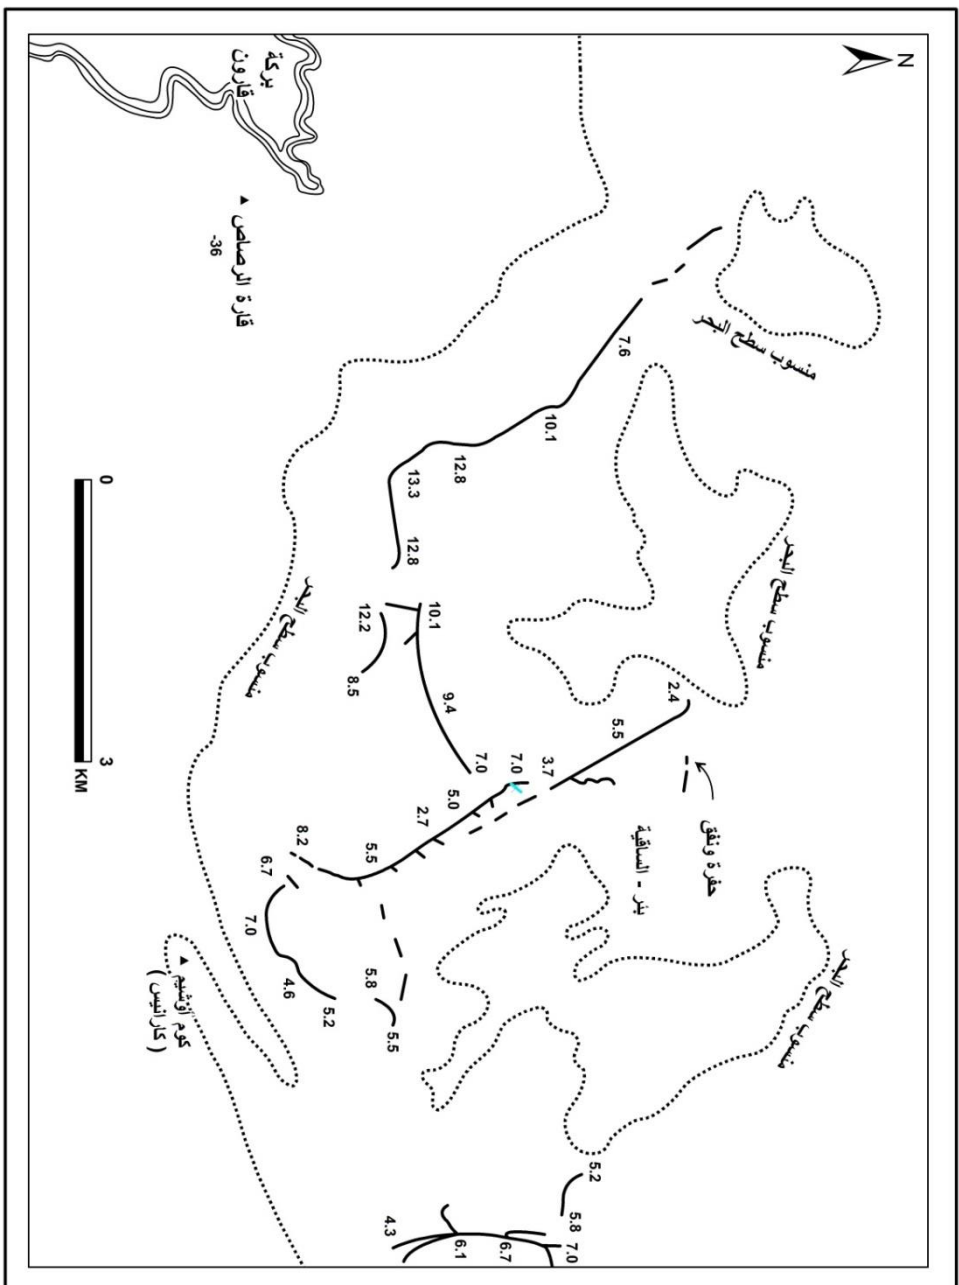 N
بركة
قارون
قارة الرصاص
-36
منسوب سطح البحر
7.6
10.1
12.8
13.3
12.8
منسوب سطح البحر
منسوب سطح البحر
10.1
12.2
8.5
9.4
7.0
7.0
3.7
5.5
2.4
5.0
2.7
5.5
8.2
6.7
7.0
4.6
5.2
5.8
5.5
حفرة ونفق
بئر - الساقية
منسوب سطح البحر
كوم أوشيم
(كارانيس)
5.2
5.8
7.0
6.7
6.1
4.3
0
3
KM